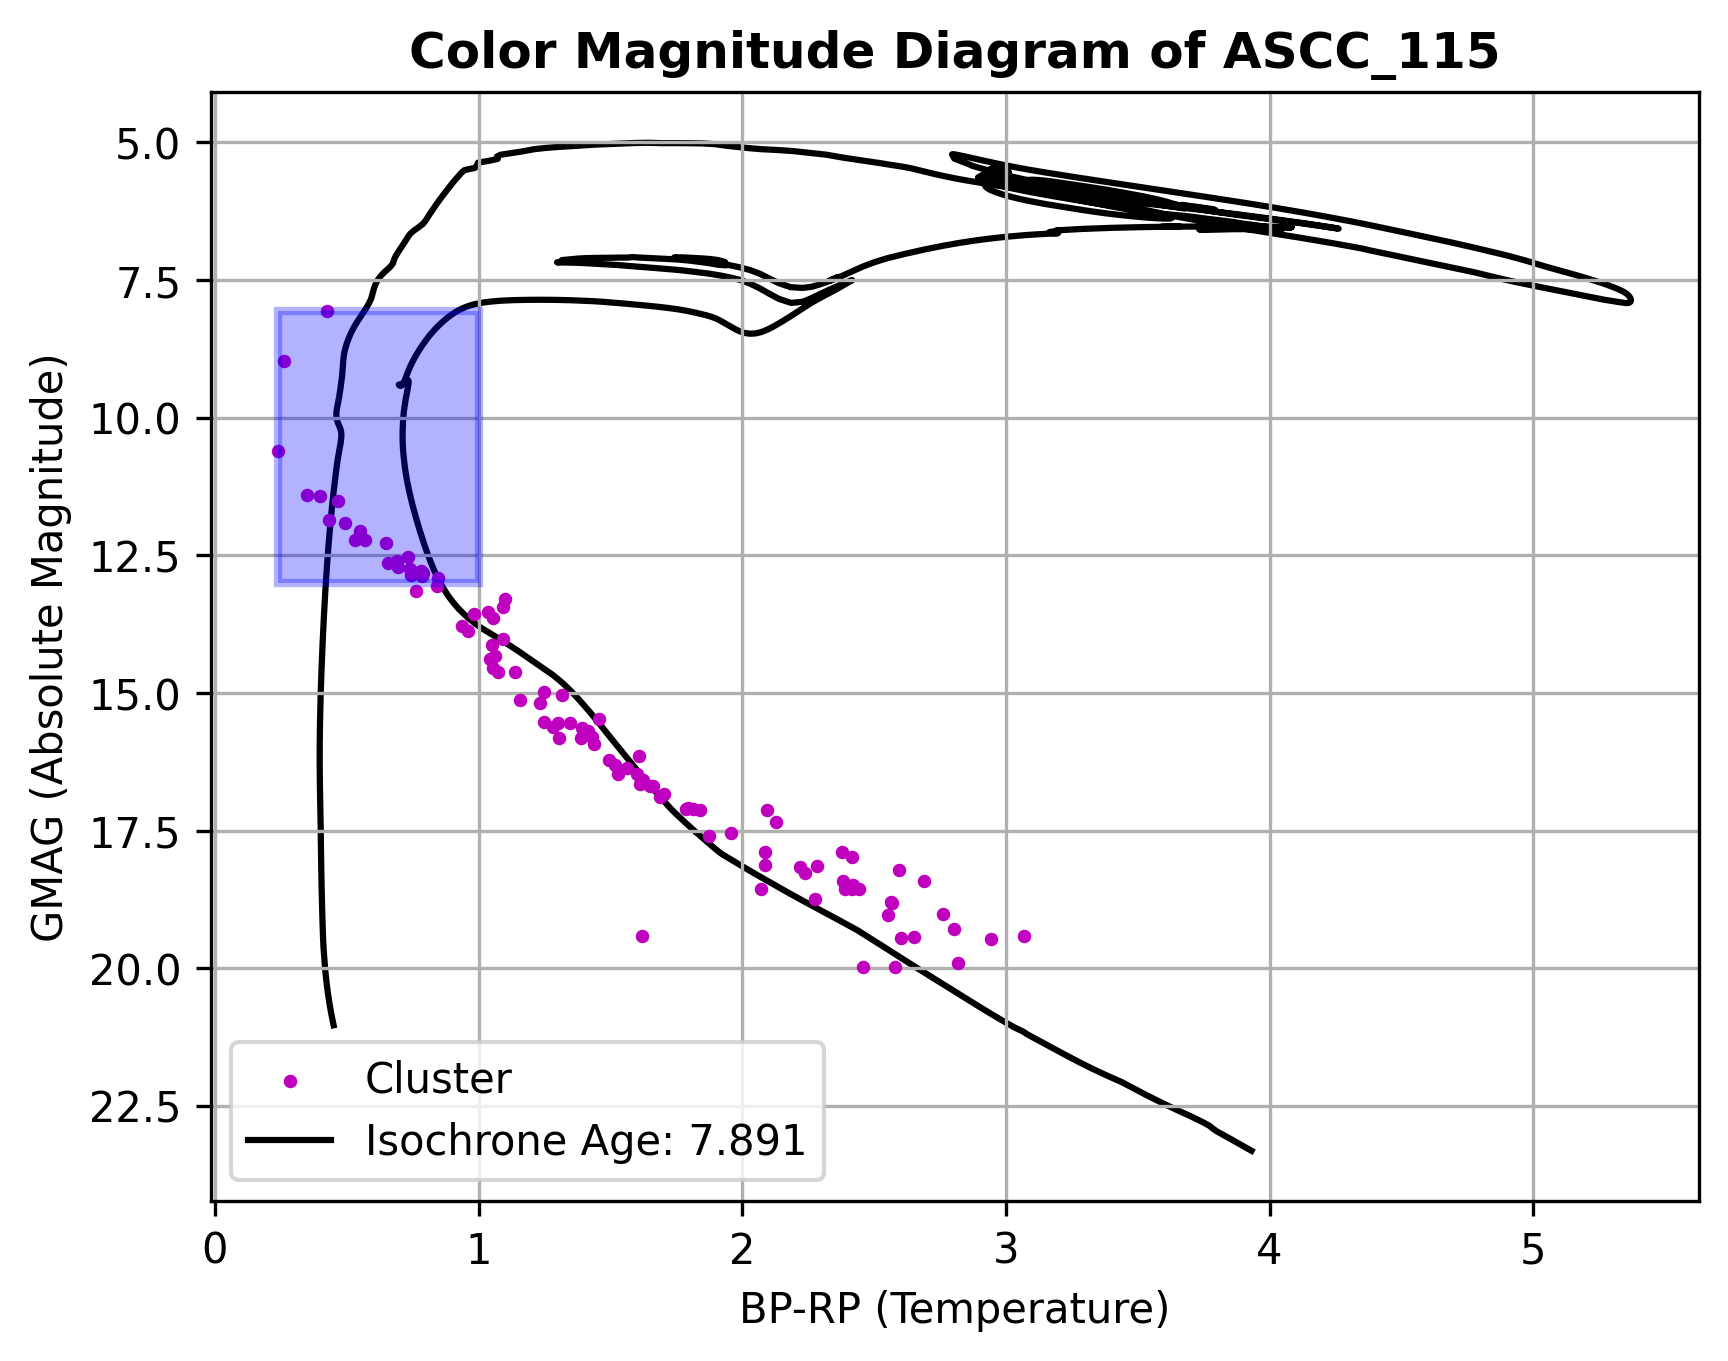 Color Magnitude Diagram of ASCC_115
GMAG (Absolute Magnitude)
5.0
7.5
10.0
12.5
15.0
17.5
20.0
22.5
Cluster
Isochrone Age: 7.891
0 1 2 3 4 5
BP-RP (Temperature)